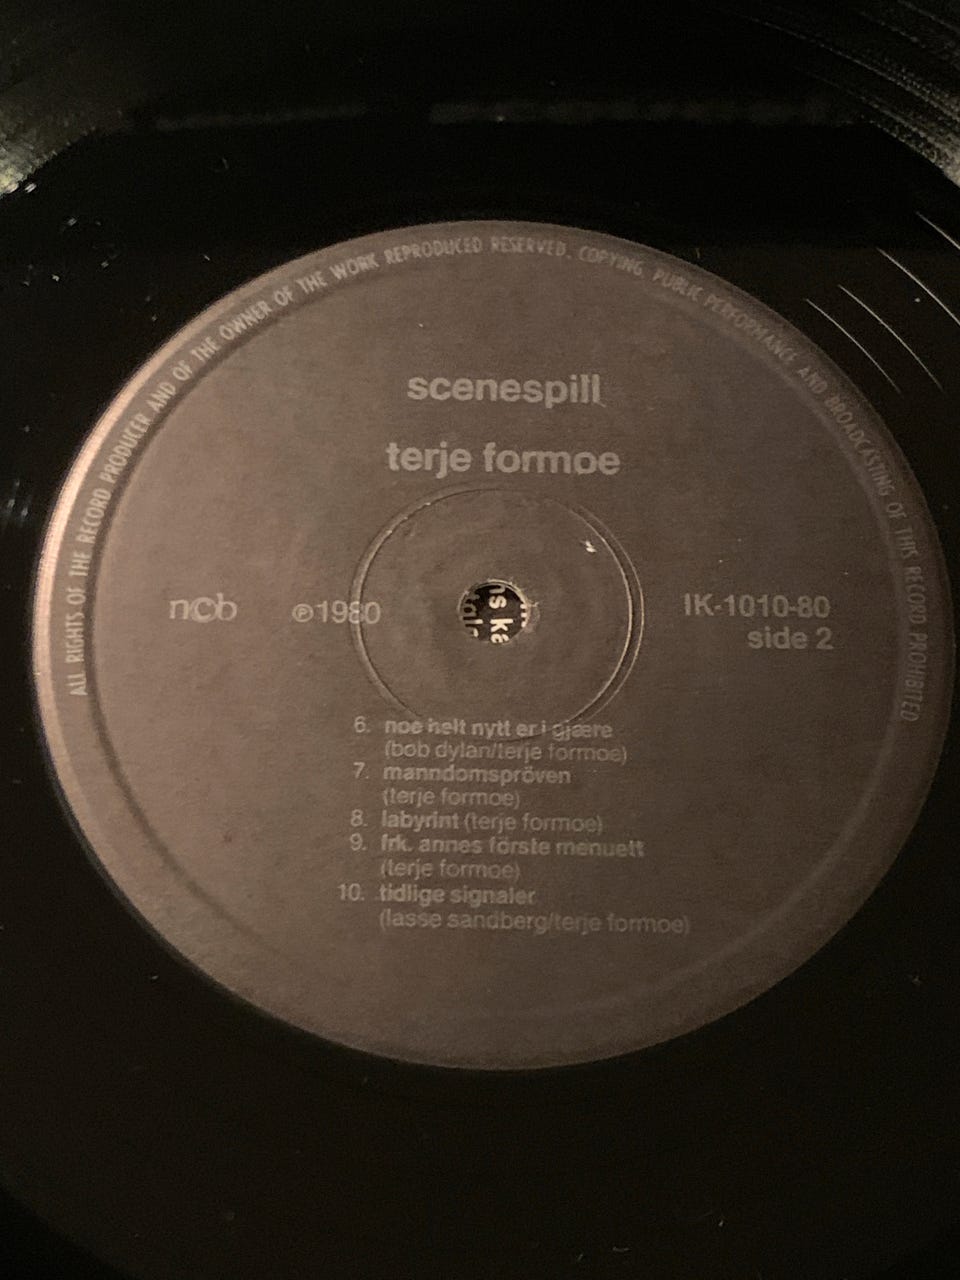 ALL RIGHTS OF THE RECORD PRODUCER AND OF THE OWNER OF THE WORK REPRODUCED RESERVED. COPYING, PUBLIC PERFORMANCE AND BROADCASTING OF THIS RECORD PROHIBITED
scenespill
terje formoe
ncb ℗1980 IK-1010-80
side 2
6. noe helt nytt er i gjære
(bob dylan/terje formoe)
7. manndomspröven
(terje formoe)
8. labyrint (terje formoe)
9. frk. annes förste menuett
(terje formoe)
10. tidlige signaler
(lasse sandberg/terje formoe)